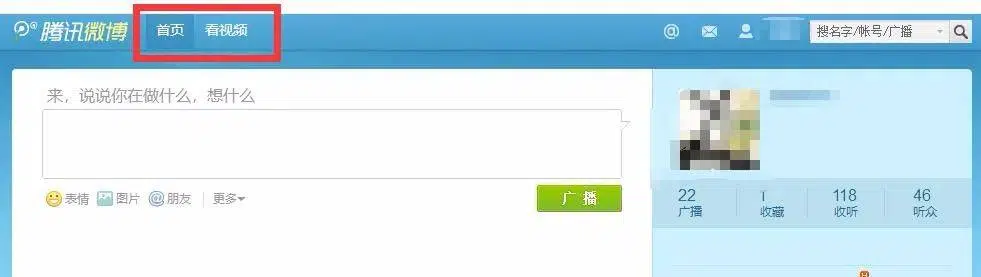 腾讯微博 首页 看视频 搜名字/帐号/广播
来，说说你在做什么，想什么
表情 图片 @朋友 更多 广播
22 1 118 46
广播 收藏 收听 听众